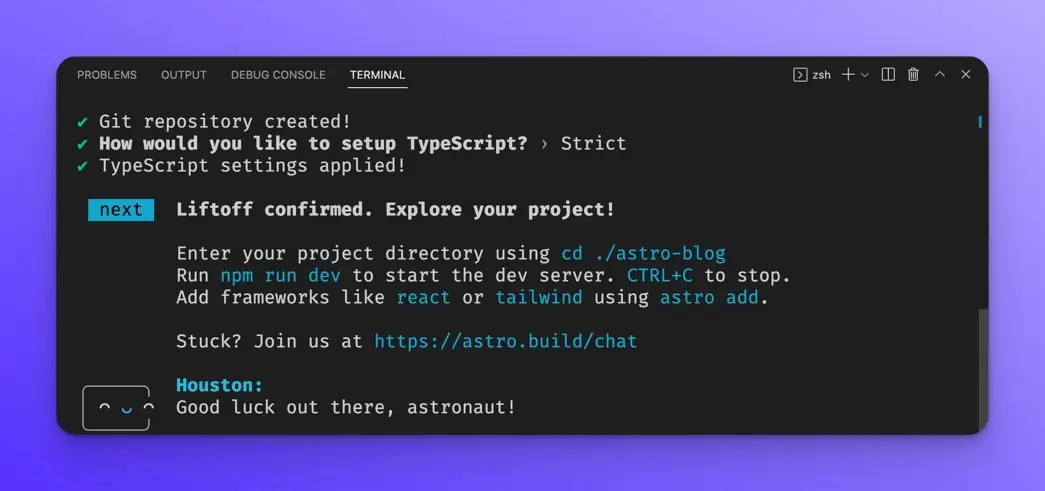 PROBLEMS OUTPUT DEBUG CONSOLE TERMINAL zsh
✔ Git repository created!
✔ How would you like to setup TypeScript? › Strict
✔ TypeScript settings applied!
next Liftoff confirmed. Explore your project!
Enter your project directory using cd ./astro-blog
Run npm run dev to start the dev server. CTRL+C to stop.
Add frameworks like react or tailwind using astro add.
Stuck? Join us at https://astro.build/chat
Houston:
Good luck out there, astronaut!